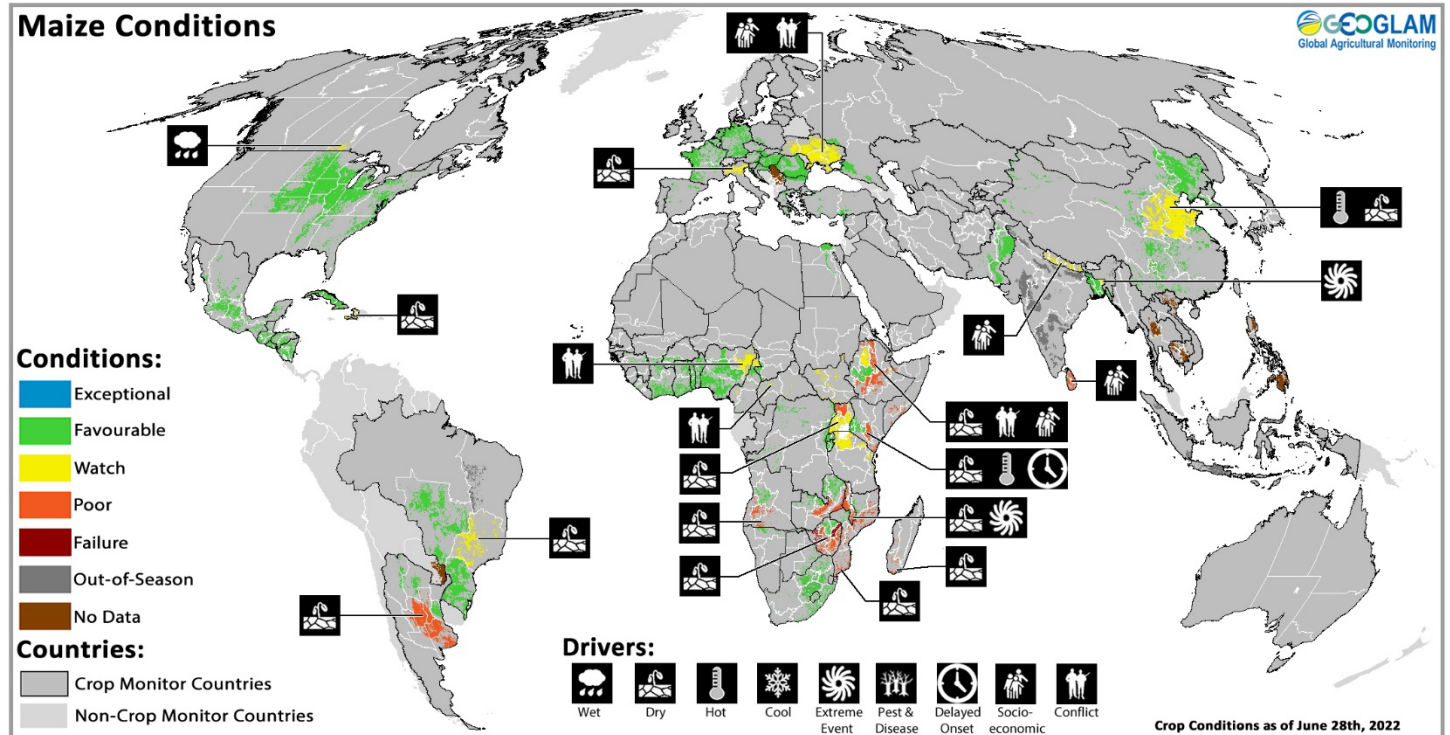 Maize Conditions
GEOGLAM
Global Agricultural Monitoring
Conditions:
Exceptional
Favourable
Watch
Poor
Failure
Out-of-Season
No Data
Countries:
Crop Monitor Countries
Non-Crop Monitor Countries
Drivers:
Wet
Dry
Hot
Cool
Extreme
Event
Pest &
Disease
Delayed
Onset
Socio-
economic
Conflict
Crop Conditions as of June 28th, 2022